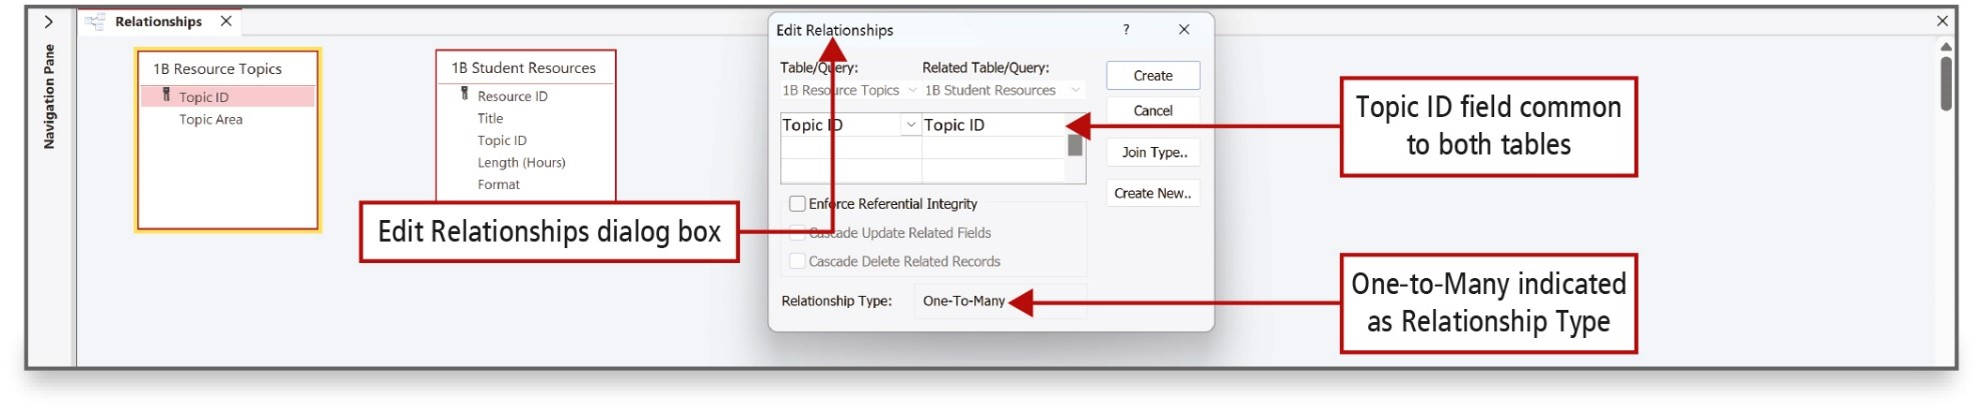 Relationships
Navigation Pane
1B Resource Topics
Topic ID
Topic Area
1B Student Resources
Resource ID
Title
Topic ID
Length (Hours)
Format
Edit Relationships dialog box
Edit Relationships
?
Table/Query:
Related Table/Query:
1B Resource Topics
1B Student Resources
Topic ID
Topic ID
Enforce Referential Integrity
Cascade Update Related Fields
Cascade Delete Related Records
Relationship Type:
One-To-Many
Create
Cancel
Join Type..
Create New..
Topic ID field common
to both tables
One-to-Many indicated
as Relationship Type